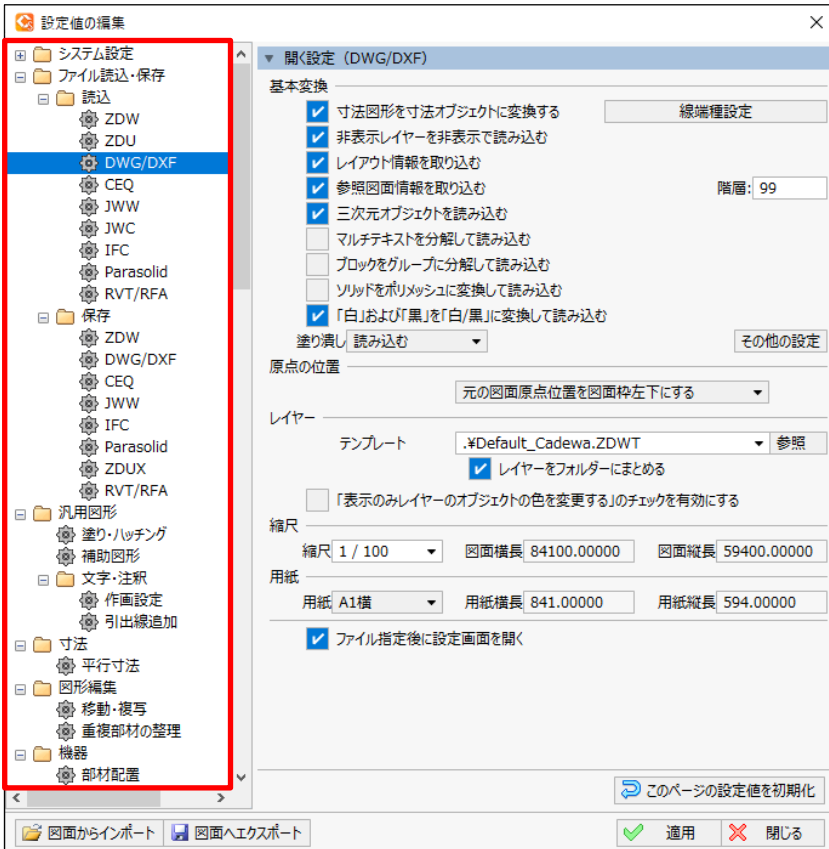 設定値の編集
システム設定
ファイル読込・保存
読込
ZDW
ZDU
DWG/DXF
CEQ
JWW
JWC
IFC
Parasolid
RVT/RFA
保存
ZDW
DWG/DXF
CEQ
JWW
IFC
Parasolid
ZDUX
RVT/RFA
汎用図形
塗り・ハッチング
補助図形
文字・注釈
作画設定
引出線追加
寸法
平行寸法
図形編集
移動・複写
重複部材の整理
機器
部材配置
開く設定（DWG/DXF）
基本変換
寸法図形を寸法オブジェクトに変換する 線端種設定
非表示レイヤーを非表示で読み込む
レイアウト情報を取り込む
参照図面情報を取り込む 階層: 99
三次元オブジェクトを読み込む
マルチテキストを分解して読み込む
ブロックをグループに分解して読み込む
ソリッドをポリメッシュに変換して読み込む
「白」および「黒」を「白/黒」に変換して読み込む
塗り潰し 読み込む その他の設定
原点の位置
元の図面原点位置を図面枠左下にする
レイヤー
テンプレート .¥Default_Cadewa.ZDWT 参照
レイヤーをフォルダーにまとめる
「表示のみレイヤーのオブジェクトの色を変更する」のチェックを有効にする
縮尺
縮尺 1 / 100 図面横長 84100.00000 図面縦長 59400.00000
用紙
用紙 A1横 用紙横長 841.00000 用紙縦長 594.00000
ファイル指定後に設定画面を開く
このページの設定値を初期化
図面からインポート 図面へエクスポート 適用 閉じる